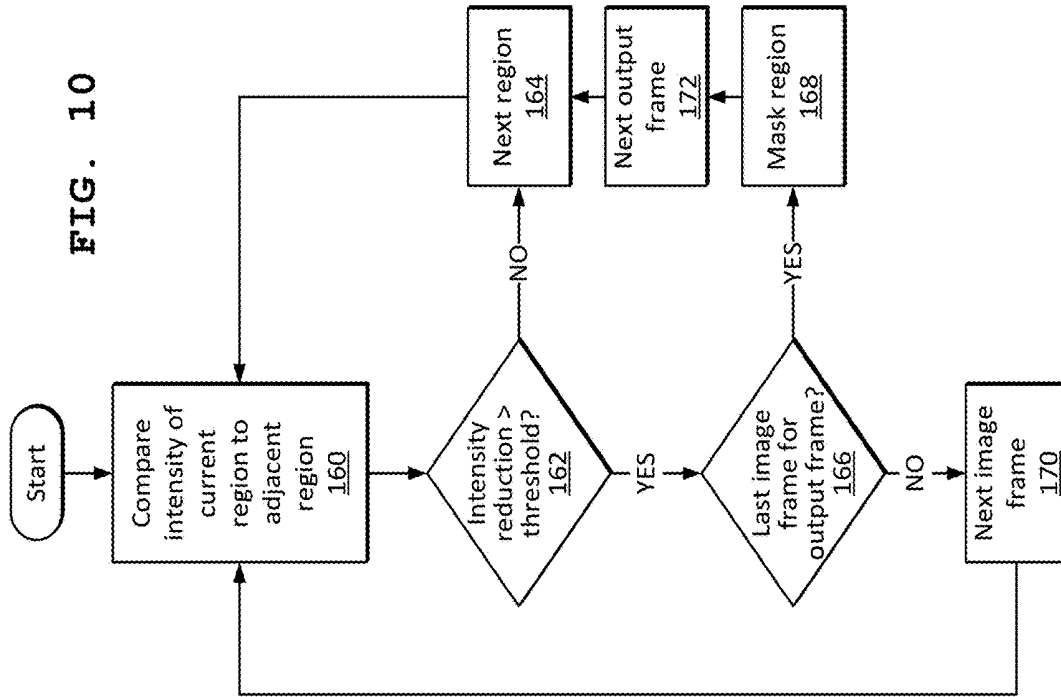 FIG. 10
Start
Compare
intensity of
current
region to
adjacent
region
160
Intensity
reduction >
threshold?
162
NO
YES
Next region
164
Next output
frame
172
Last image
frame for
output frame?
166
YES
NO
Mask region
168
Next image
frame
170